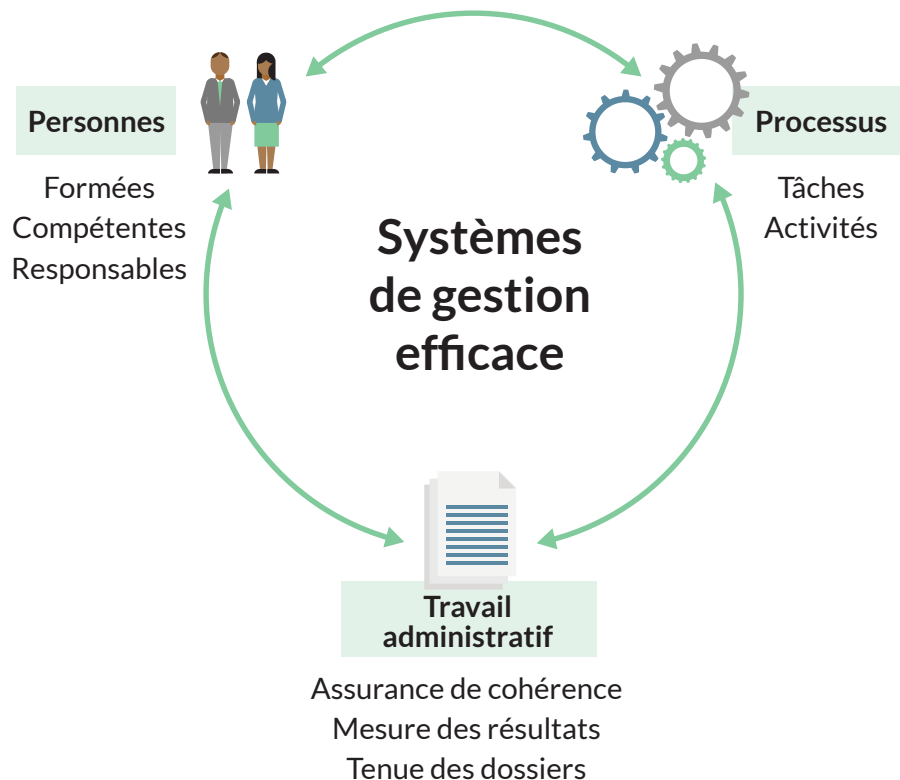 Personnes
Formées
Compétentes
Responsables
Processus
Tâches
Activités
Systèmes
de gestion
efficace
Travail
administratif
Assurance de cohérence
Mesure des résultats
Tenue des dossiers